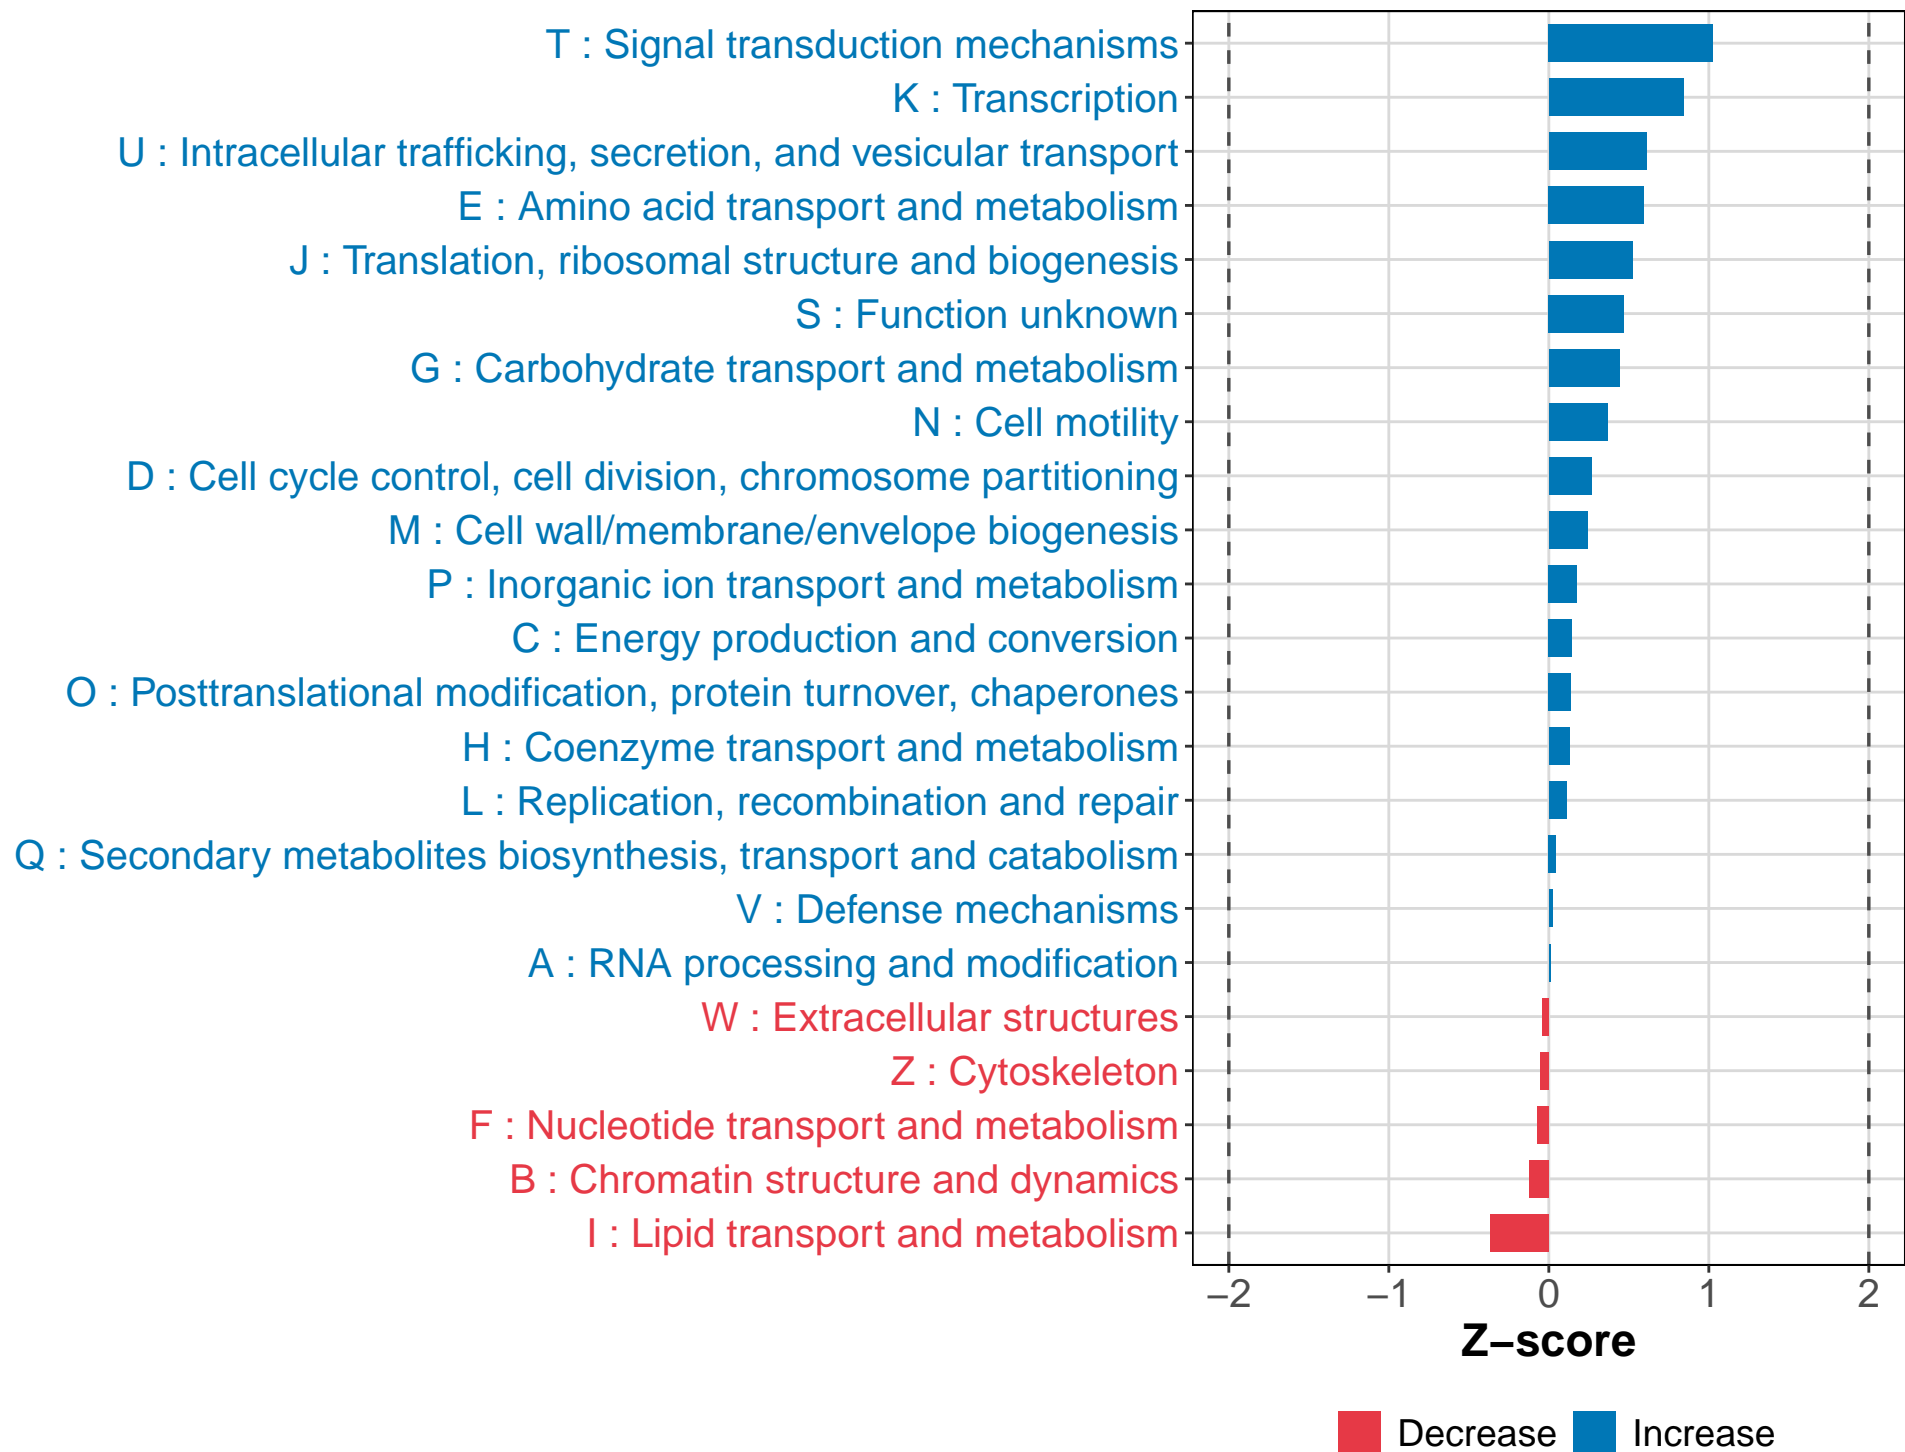 T : Signal transduction mechanisms
K : Transcription
U : Intracellular trafficking, secretion, and vesicular transport
E : Amino acid transport and metabolism
J : Translation, ribosomal structure and biogenesis
S : Function unknown
G : Carbohydrate transport and metabolism
N : Cell motility
D : Cell cycle control, cell division, chromosome partitioning
M : Cell wall/membrane/envelope biogenesis
P : Inorganic ion transport and metabolism
C : Energy production and conversion
O : Posttranslational modification, protein turnover, chaperones
H : Coenzyme transport and metabolism
L : Replication, recombination and repair
Q : Secondary metabolites biosynthesis, transport and catabolism
V : Defense mechanisms
A : RNA processing and modification
W : Extracellular structures
Z : Cytoskeleton
F : Nucleotide transport and metabolism
B : Chromatin structure and dynamics
I : Lipid transport and metabolism
−2 −1 0 1 2
Z−score
Decrease Increase